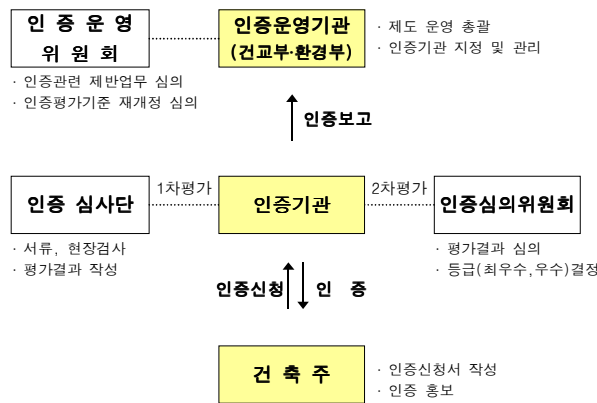 인 증 운 영
위 원 회
인증운영기관
(건교부·환경부)
· 제도 운영 총괄
· 인증기관 지정 및 관리
· 인증관련 제반업무 심의
· 인증평가기준 재개정 심의
인증보고
인증 심사단
1차평가
인증기관
2차평가
인증심의위원회
· 서류, 현장검사
· 평가결과 작성
· 평가결과 심의
· 등급(최우수,우수)결정
인증신청
인 증
건 축 주
· 인증신청서 작성
· 인증 홍보